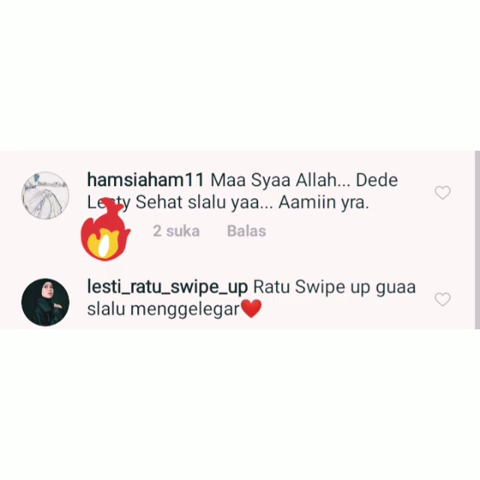 hamsiaham11 Maa Syaa Allah... Dede
Lesty Sehat slalu yaa... Aamiin yra.
2 suka Balas
lesti_ratu_swipe_up Ratu Swipe up guaa
slalu menggelegar❤️